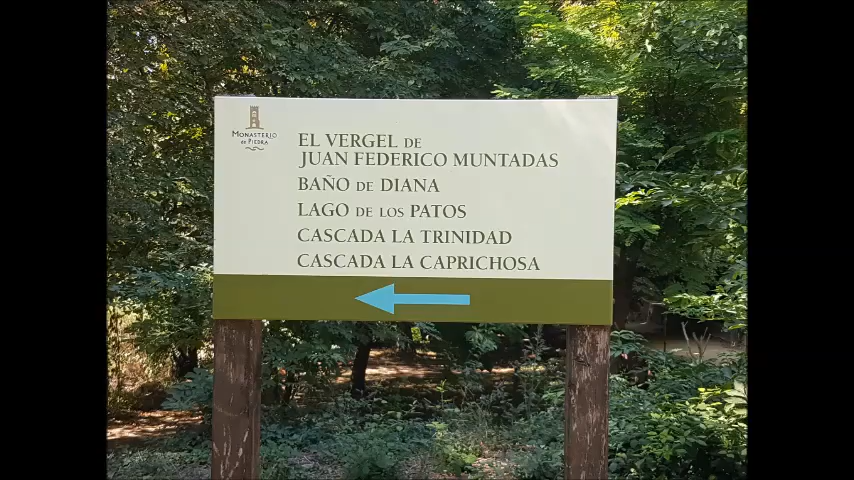 MONASTERIO
de PIEDRA
EL VERGEL DE
JUAN FEDERICO MUNTADAS
BAÑO DE DIANA
LAGO DE LOS PATOS
CASCADA LA TRINIDAD
CASCADA LA CAPRICHOSA